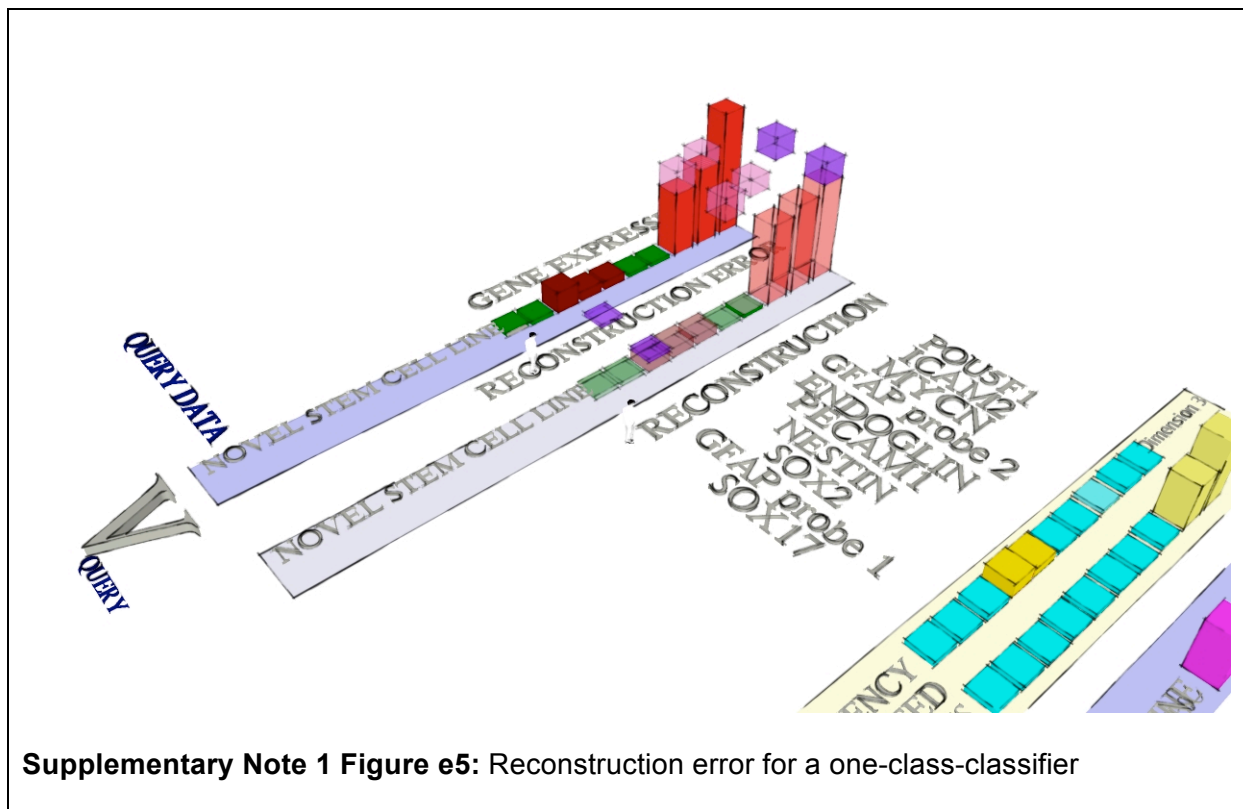 GENE EXPRESS
QUERY DATA
NOVEL STEM CELL LINE
RECONSTRUCTION ERROR
NOVEL STEM CELL LINE
RECONSTRUCTION
V
QUERY
POU5F1
ICAM2
MYCN
GFAP probe 2
ENDOGLIN
PECAM1
NESTIN
SOX2
GFAP probe 1
SOX17
Dimension 3
ENCY
Supplementary Note 1 Figure e5: Reconstruction error for a one-class-classifier